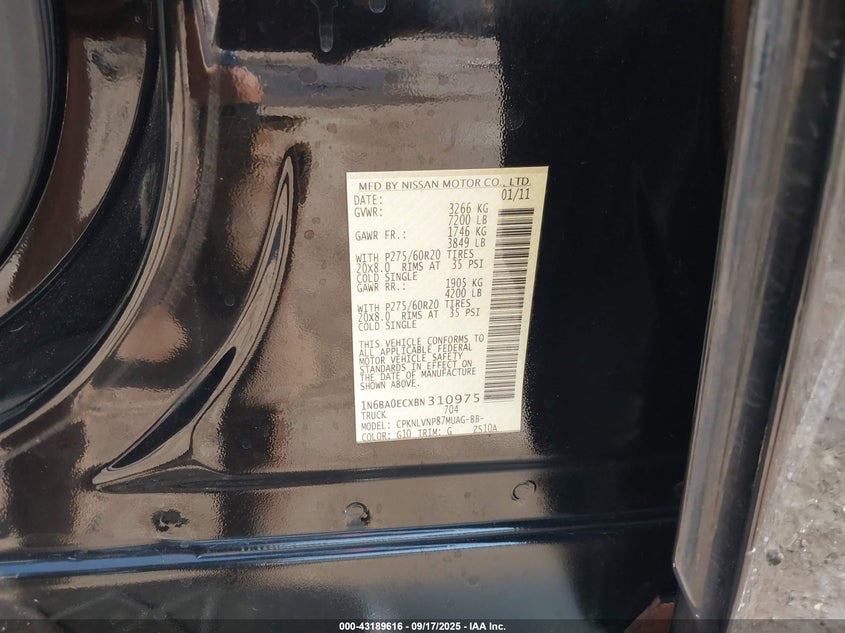 MFD BY NISSAN MOTOR CO., LTD.
DATE: 01/11
GVWR: 3266 KG
7200 LB
GAWR FR.: 1746 KG
3849 LB
WITH P275/60R20 TIRES
20X8.0 RIMS AT 35 PSI
COLD SINGLE
GAWR RR.: 1905 KG
4200 LB
WITH P275/60R20 TIRES
20X8.0 RIMS AT 35 PSI
COLD SINGLE
THIS VEHICLE CONFORMS TO
ALL APPLICABLE FEDERAL
MOTOR VEHICLE SAFETY
STANDARDS IN EFFECT ON
THE DATE OF MANUFACTURE
SHOWN ABOVE.
1N6BA0ECXBN310975
TRUCK 704
MODEL: CPKNLVNP87MUAG-BB-
COLOR: G10 TRIM: G 2S10A
000-43189616 - 09/17/2025 - IAA Inc.